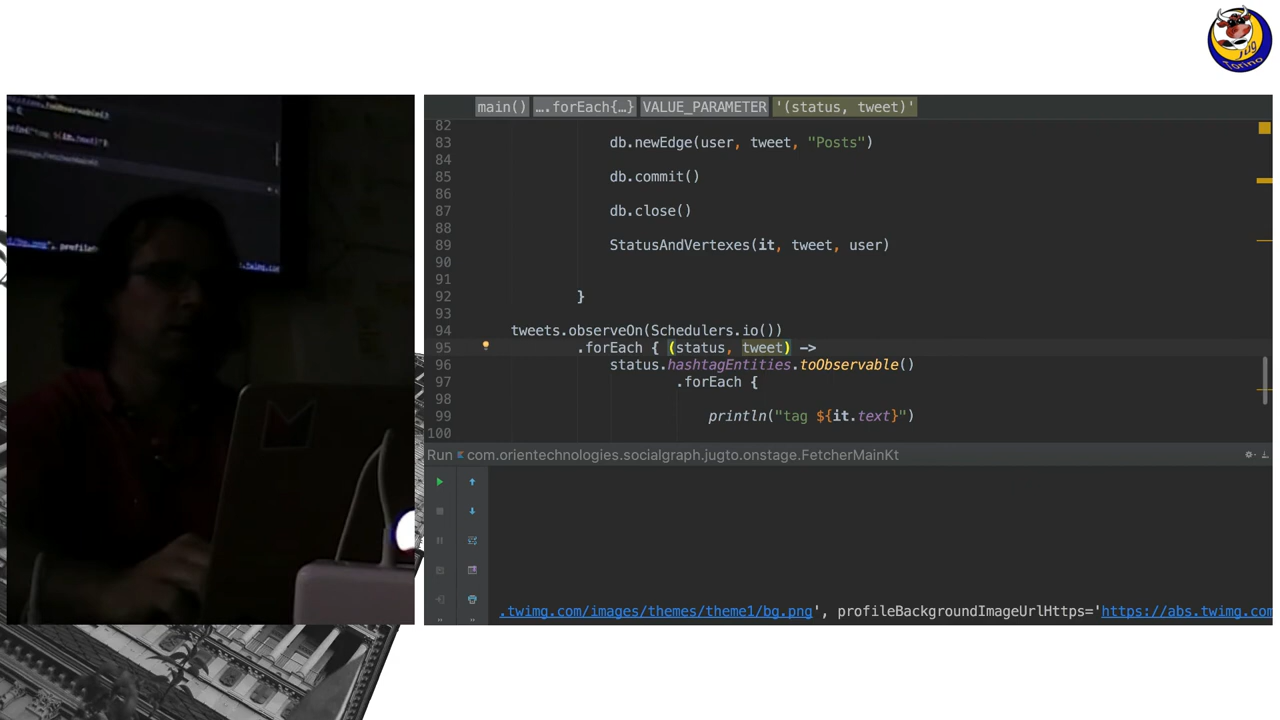 Jug
Torino
main() ….forEach{…} VALUE_PARAMETER '(status, tweet)'
82
83 db.newEdge(user, tweet, "Posts")
84
85 db.commit()
86
87 db.close()
88
89 StatusAndVertexes(it, tweet, user)
90
91
92 }
93
94 tweets.observeOn(Schedulers.io())
95 .forEach { (status, tweet) ->
96 status.hashtagEntities.toObservable()
97 .forEach {
98
99 println("tag ${it.text}")
100
Run com.orientechnologies.socialgraph.jugto.onstage.FetcherMainKt
.twimg.com/images/themes/theme1/bg.png', profileBackgroundImageUrlHttps='https://abs.twimg.com